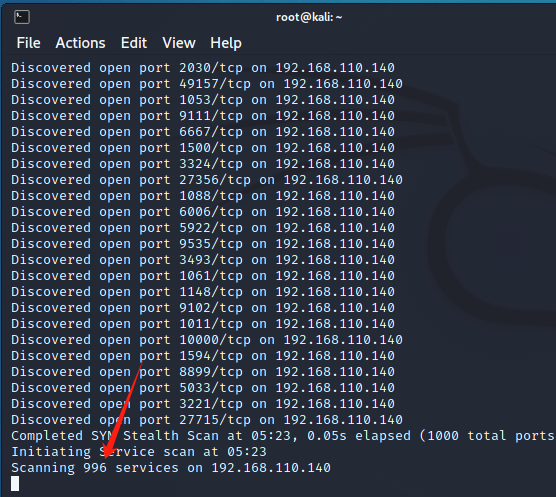 root@kali: ~
File Actions Edit View Help
Discovered open port 2030/tcp on 192.168.110.140
Discovered open port 49157/tcp on 192.168.110.140
Discovered open port 1053/tcp on 192.168.110.140
Discovered open port 9111/tcp on 192.168.110.140
Discovered open port 6667/tcp on 192.168.110.140
Discovered open port 1500/tcp on 192.168.110.140
Discovered open port 3324/tcp on 192.168.110.140
Discovered open port 27356/tcp on 192.168.110.140
Discovered open port 1088/tcp on 192.168.110.140
Discovered open port 6006/tcp on 192.168.110.140
Discovered open port 5922/tcp on 192.168.110.140
Discovered open port 9535/tcp on 192.168.110.140
Discovered open port 3493/tcp on 192.168.110.140
Discovered open port 1061/tcp on 192.168.110.140
Discovered open port 1148/tcp on 192.168.110.140
Discovered open port 9102/tcp on 192.168.110.140
Discovered open port 1011/tcp on 192.168.110.140
Discovered open port 10000/tcp on 192.168.110.140
Discovered open port 1594/tcp on 192.168.110.140
Discovered open port 8899/tcp on 192.168.110.140
Discovered open port 5033/tcp on 192.168.110.140
Discovered open port 3221/tcp on 192.168.110.140
Discovered open port 27715/tcp on 192.168.110.140
Completed SYN Stealth Scan at 05:23, 0.05s elapsed (1000 total ports
Initiating Service scan at 05:23
Scanning 996 services on 192.168.110.140